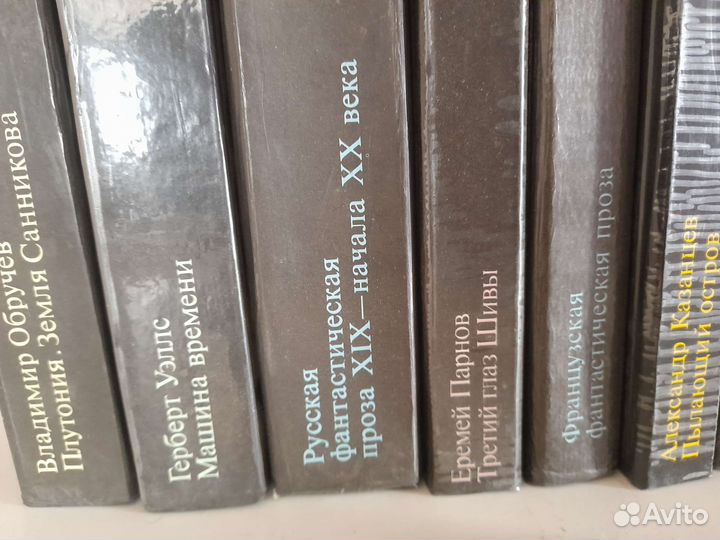 Владимир Обручев
Плутония. Земля Санникова
Герберт Уэллс
Машина времени
Русская
фантастическая
проза XIX—начала XX века
Еремей Парнов
Третий глаз Шивы
Французская
фантастическая проза
Александр Казанцев
Пылающий остров
Avito